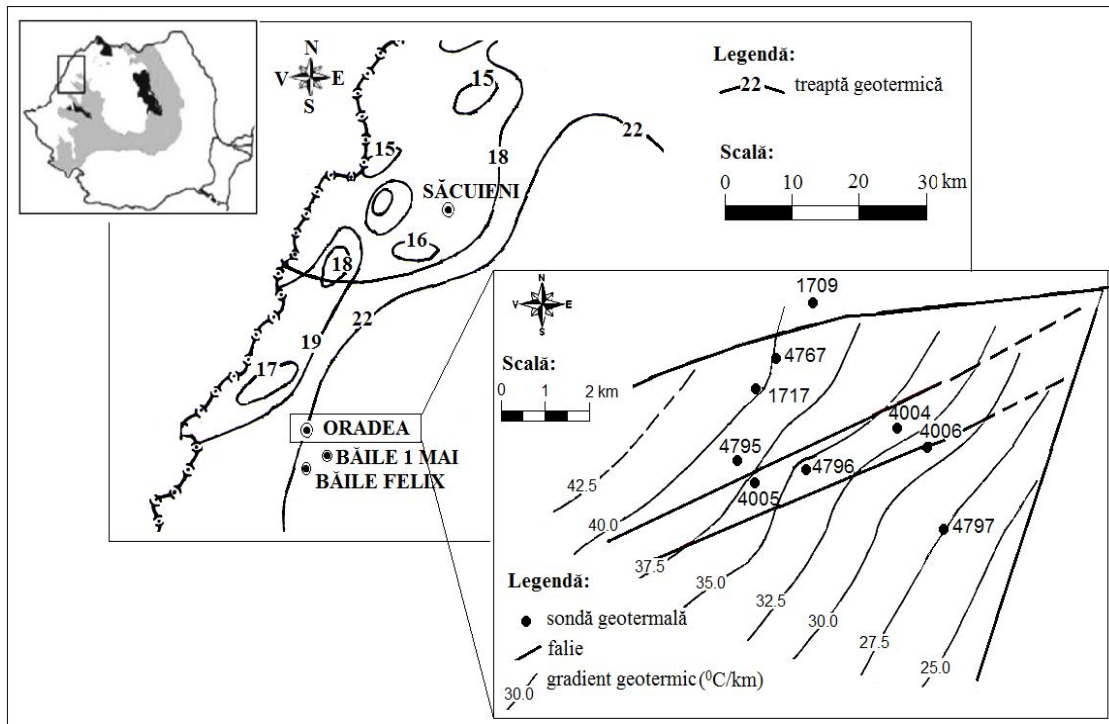 N
V E
S
Legendă:
22 treaptă geotermică
Scală:
0 10 20 30 km
15
15
18
22
SĂCUIENI
16
18
22
19
17
ORADEA
BĂILE 1 MAI
BĂILE FELIX
N
V E
S
Scală:
0 1 2 km
1709
4767
1717
4004
4006
4795
4796
4005
4797
42.5
40.0
37.5
35.0
32.5
30.0
27.5
25.0
Legendă:
sondă geotermală
falie
30.0 gradient geotermic (⁰C/km)